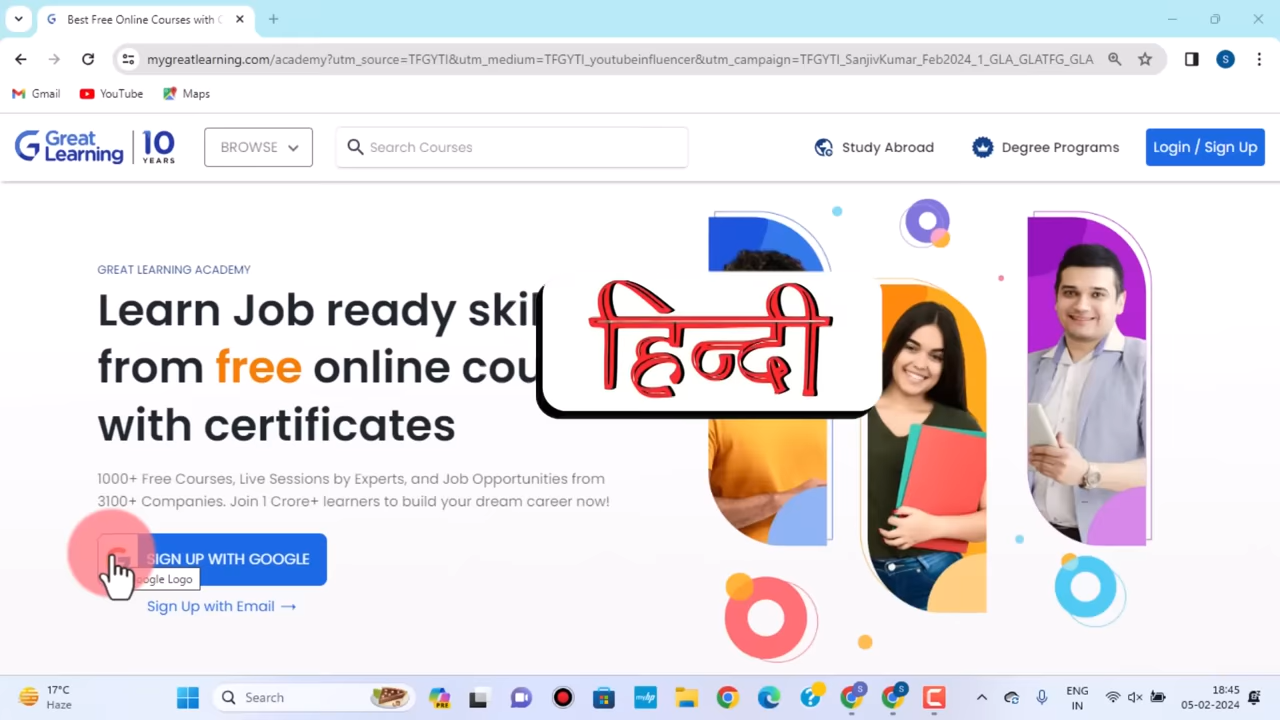 Best Free Online Courses with C
mygreatlearning.com/academy?utm_source=TFGYTI&utm_medium=TFGYTI_youtubeinfluencer&utm_campaign=TFGYTI_SanjivKumar_Feb2024_1_GLA_GLATFG_GLA
S
Gmail
YouTube
Maps
Great Learning
10 YEARS
BROWSE
Search Courses
Study Abroad
Degree Programs
Login / Sign Up
GREAT LEARNING ACADEMY
Learn Job ready skil
from free online cou
with certificates
हिन्दी
1000+ Free Courses, Live Sessions by Experts, and Job Opportunities from
3100+ Companies. Join 1 Crore+ learners to build your dream career now!
SIGN UP WITH GOOGLE
oogle Logo
Sign Up with Email →
17°C
Haze
Search
PRE
myhp
S
S
ENG
IN
18:45
05-02-2024